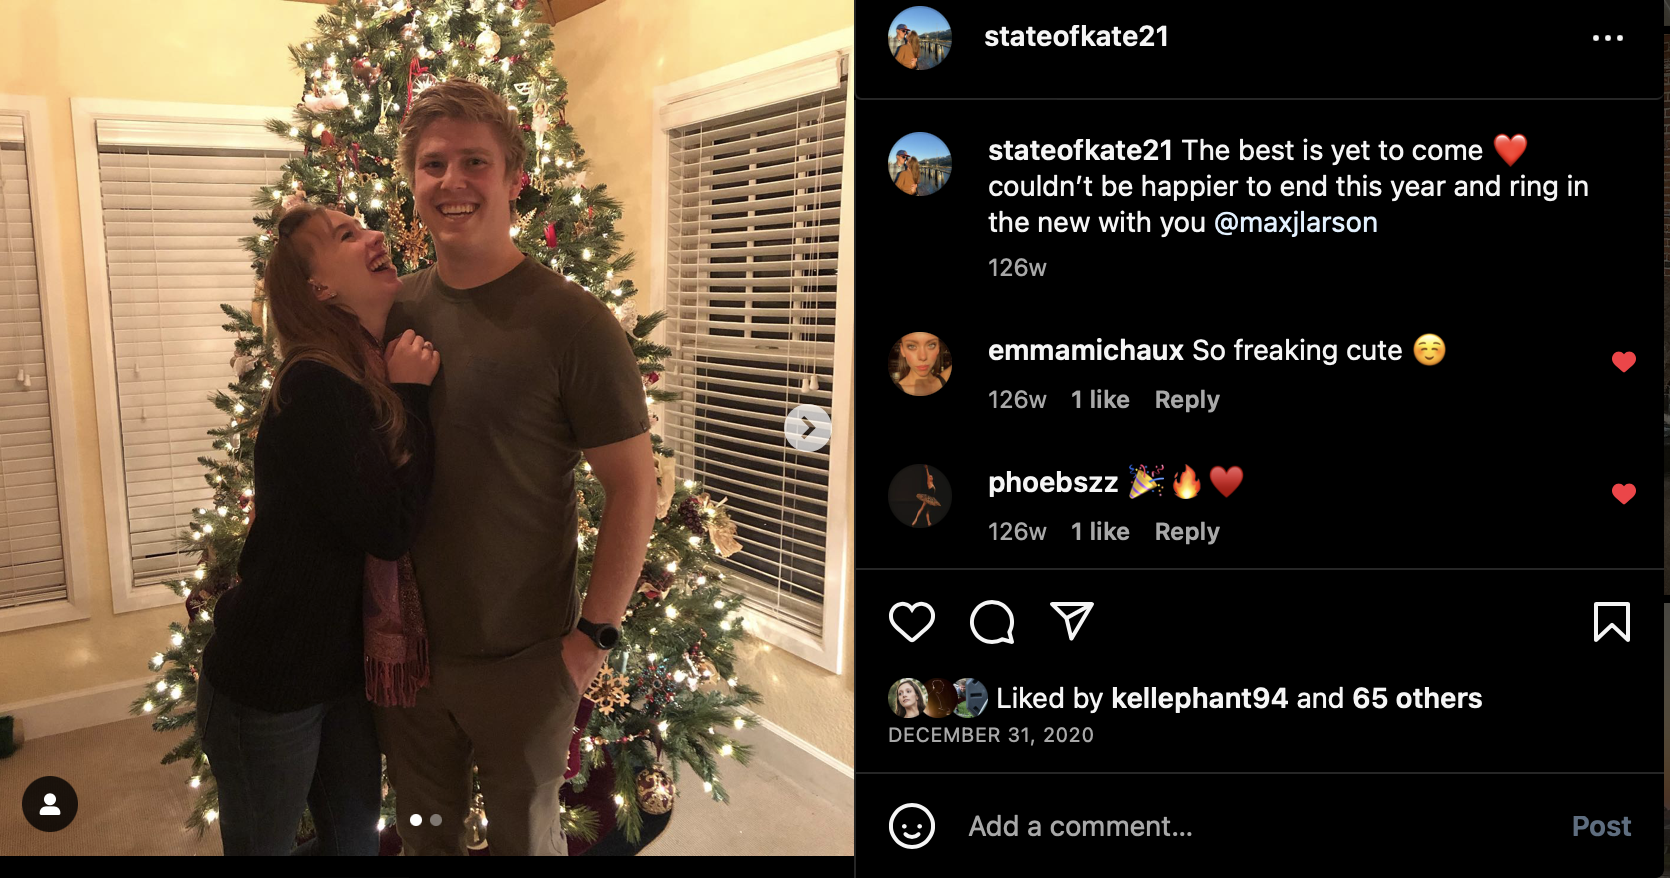 stateofkate21
stateofkate21 The best is yet to come ❤️
couldn’t be happier to end this year and ring in
the new with you @maxjlarson
126w
emmamichaux So freaking cute ☺️
126w 1 like Reply
phoebszz 🎉🔥♥️
126w 1 like Reply
Liked by kellephant94 and 65 others
DECEMBER 31, 2020
Add a comment...
Post